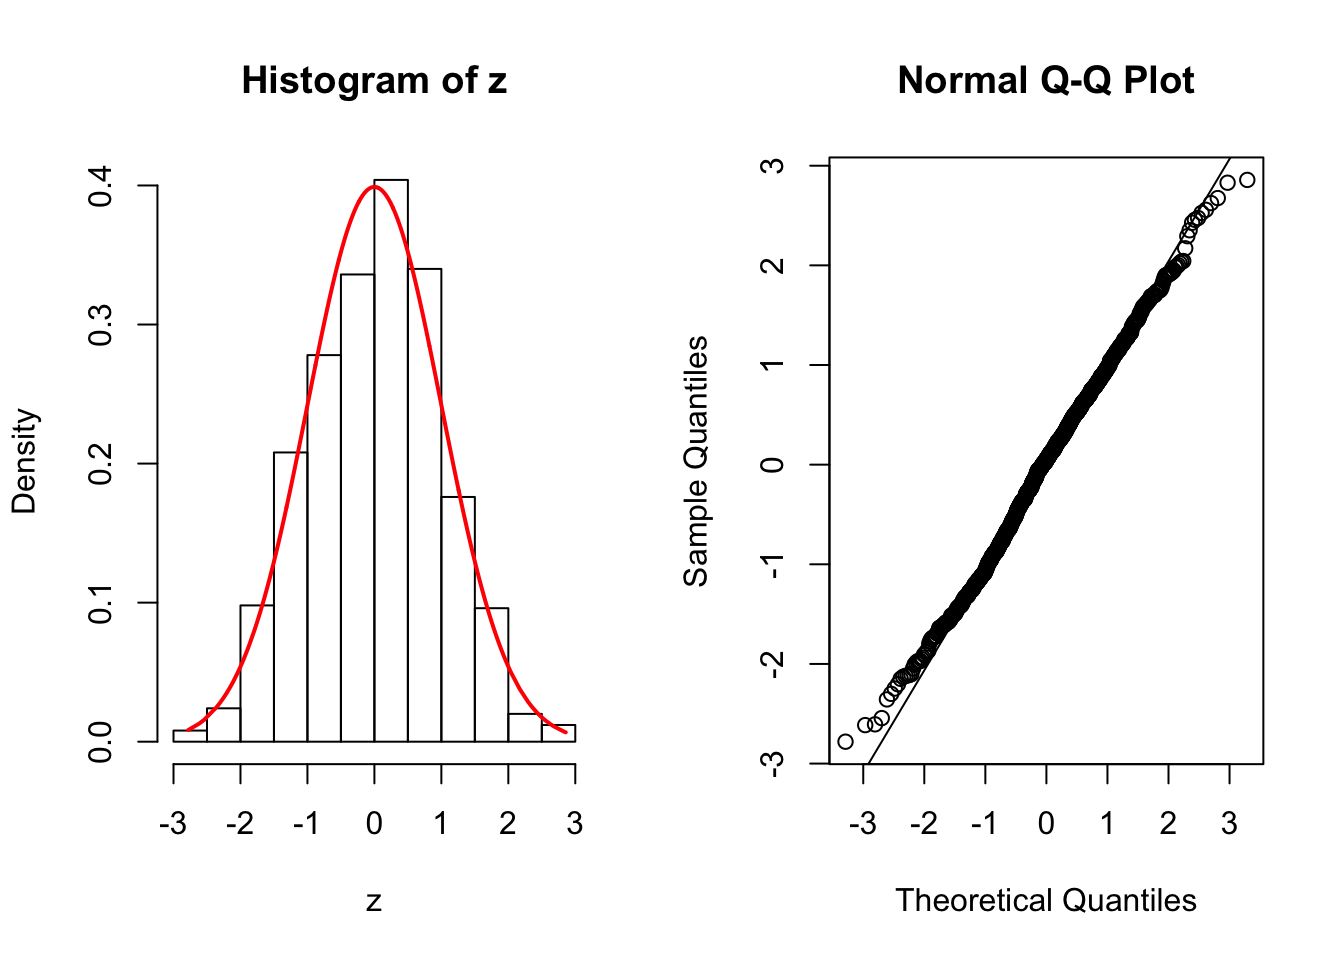 Histogram of z
Density
0.4
0.3
0.2
0.1
0.0
-3 -2 -1 0 1 2 3
z
Normal Q-Q Plot
Sample Quantiles
3
2
1
0
-1
-2
-3
-3 -2 -1 0 1 2 3
Theoretical Quantiles